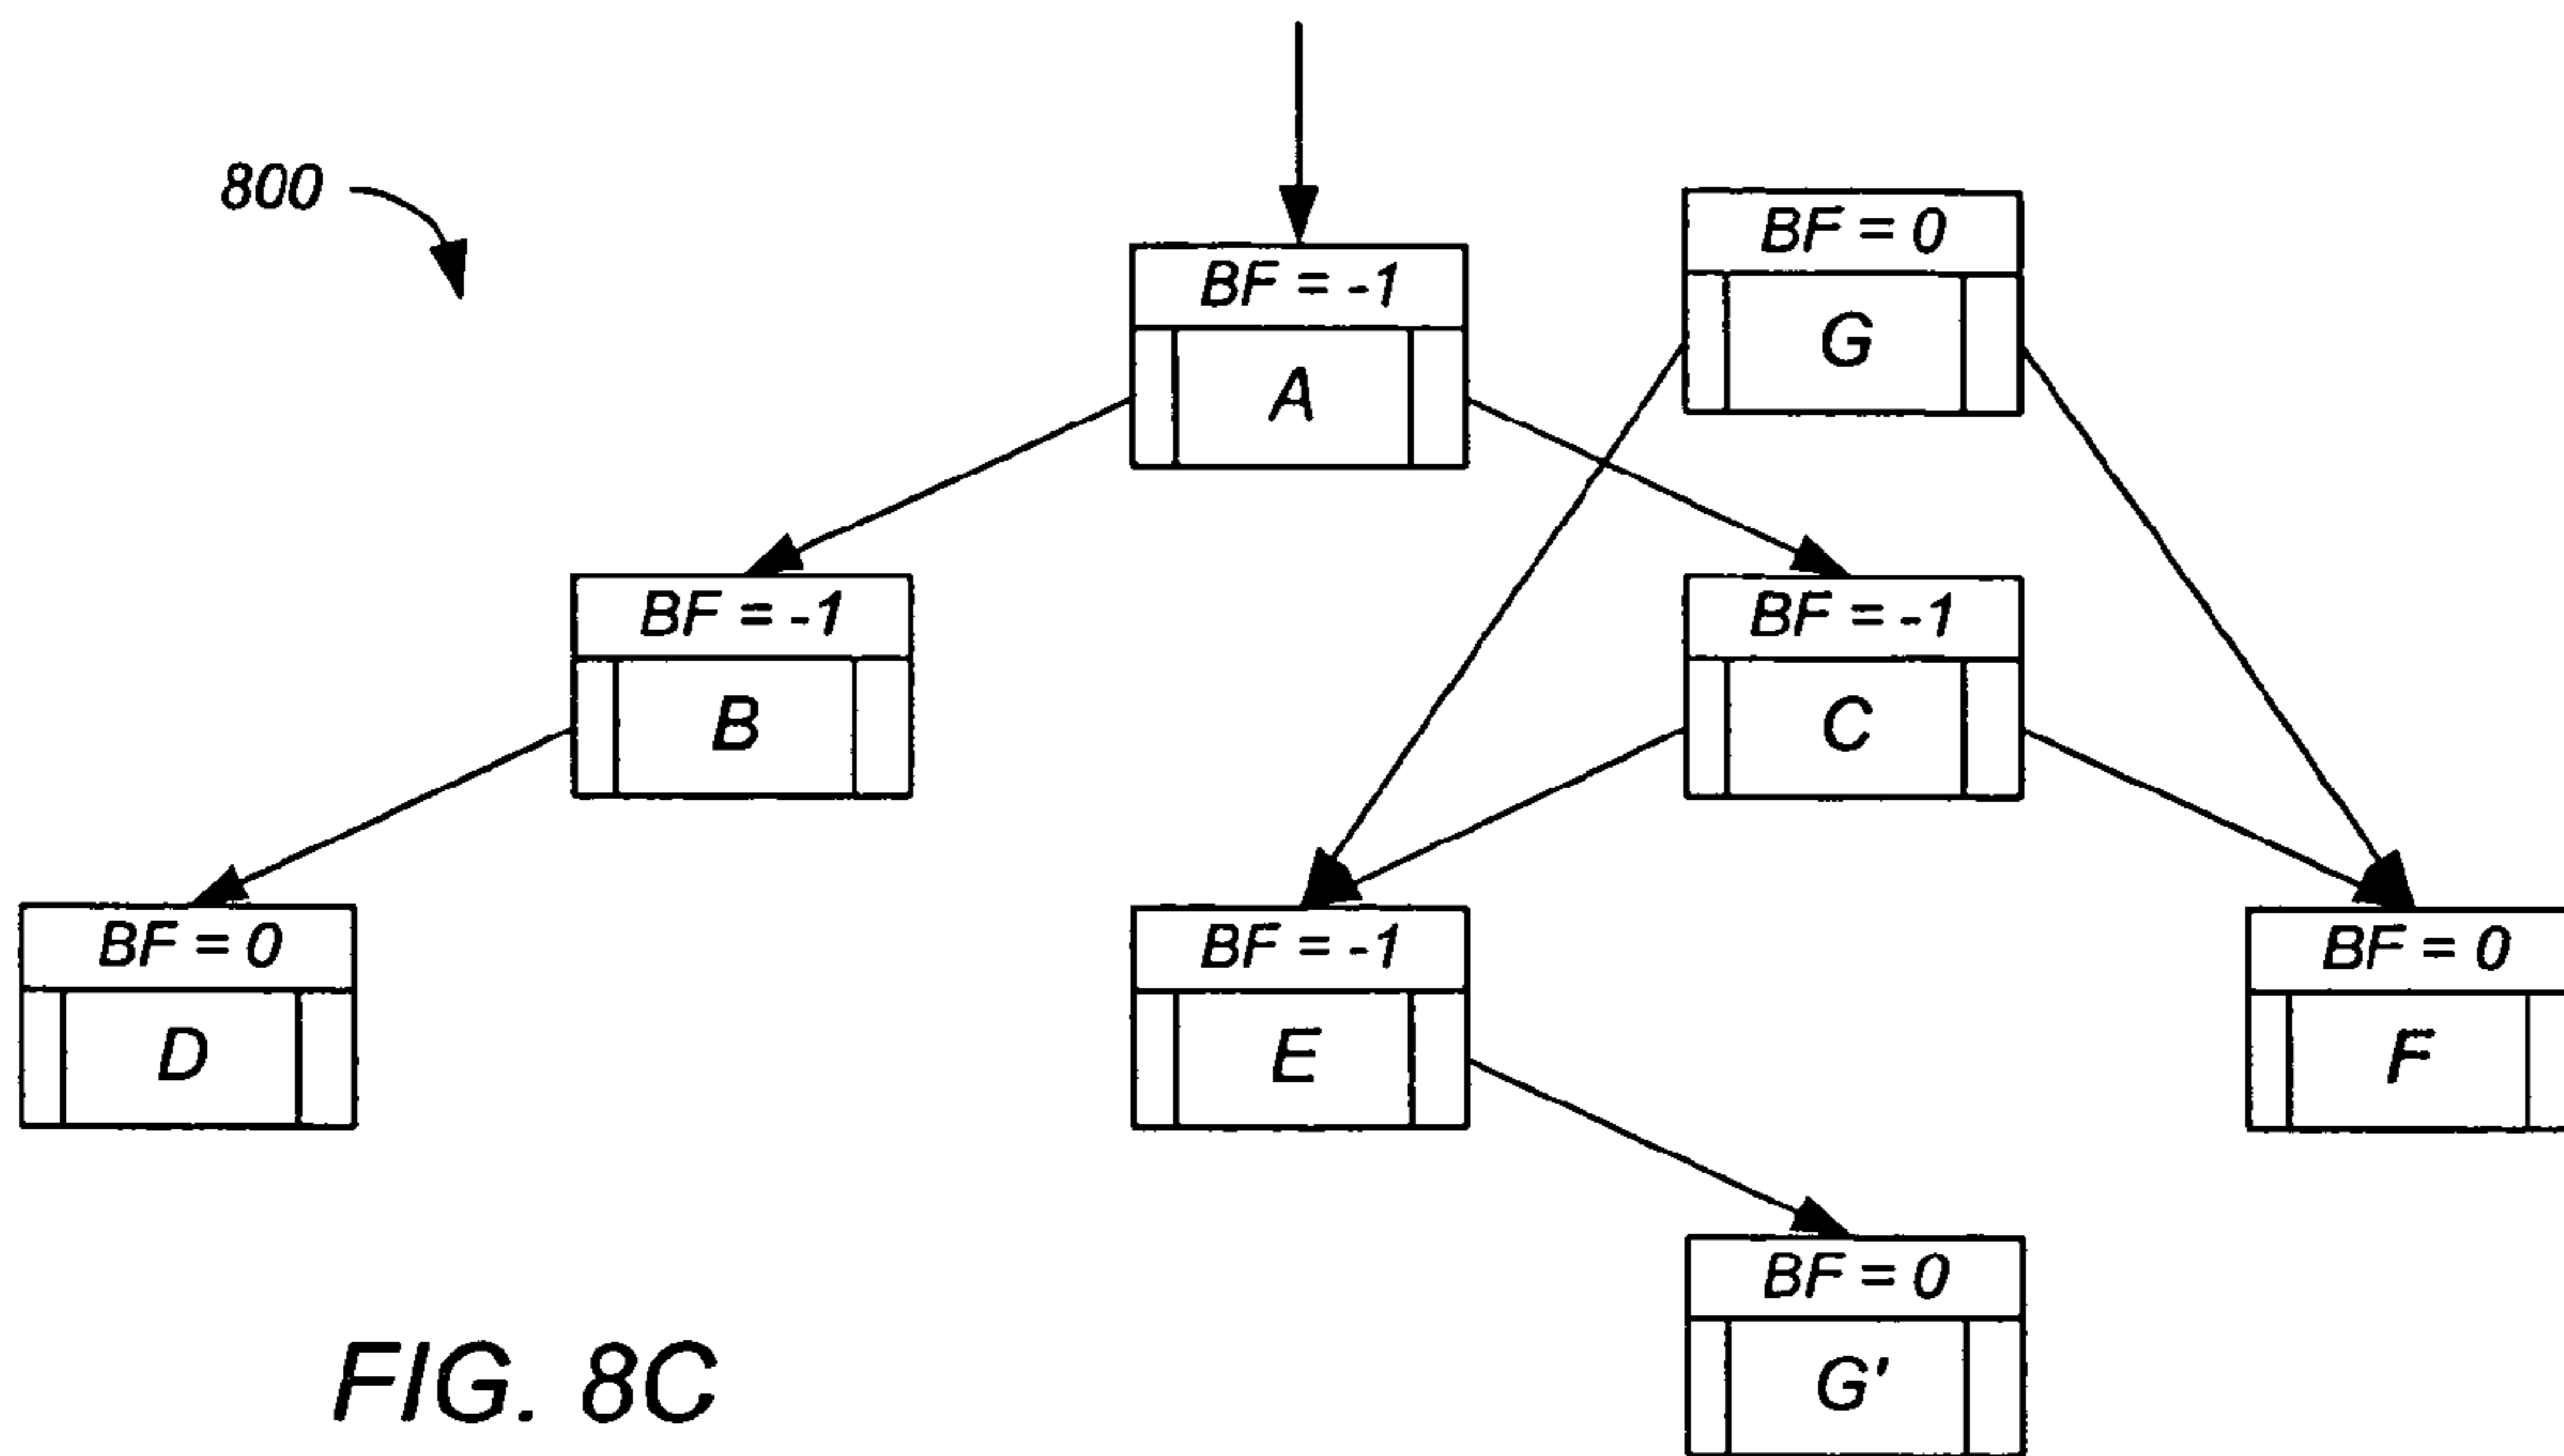 800
BF = 0
G
BF = -1
A
BF = -1
B
BF = -1
C
BF = 0
D
BF = -1
E
BF = 0
F
BF = 0
G'
FIG. 8C